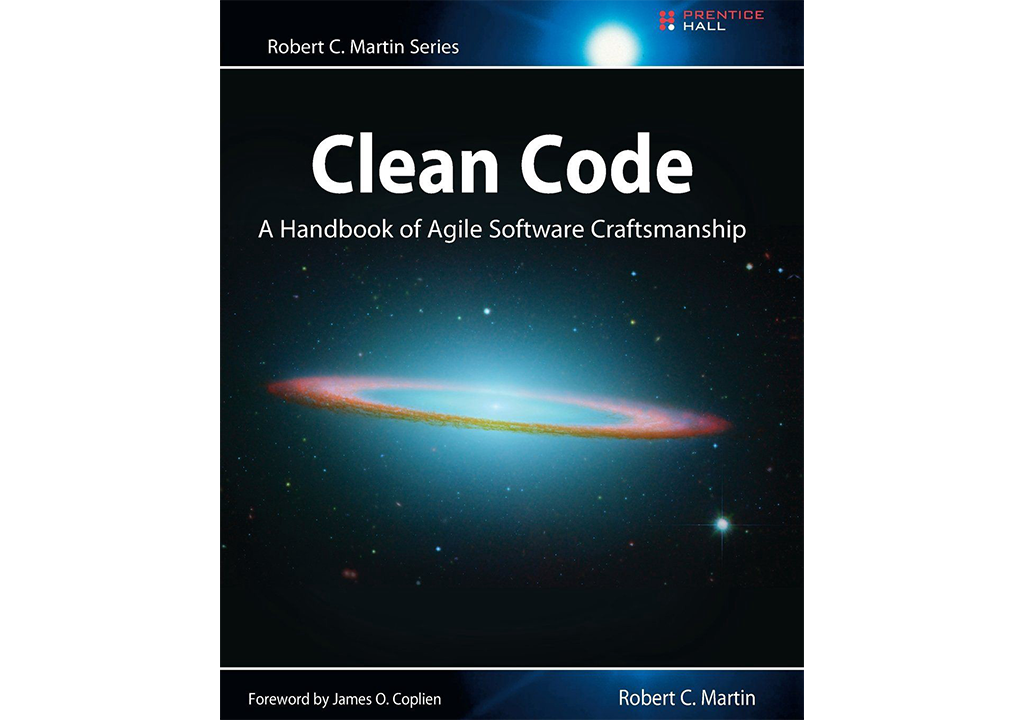 PRENTICE
HALL
Robert C. Martin Series
Clean Code
A Handbook of Agile Software Craftsmanship
Foreword by James O. Coplien
Robert C. Martin